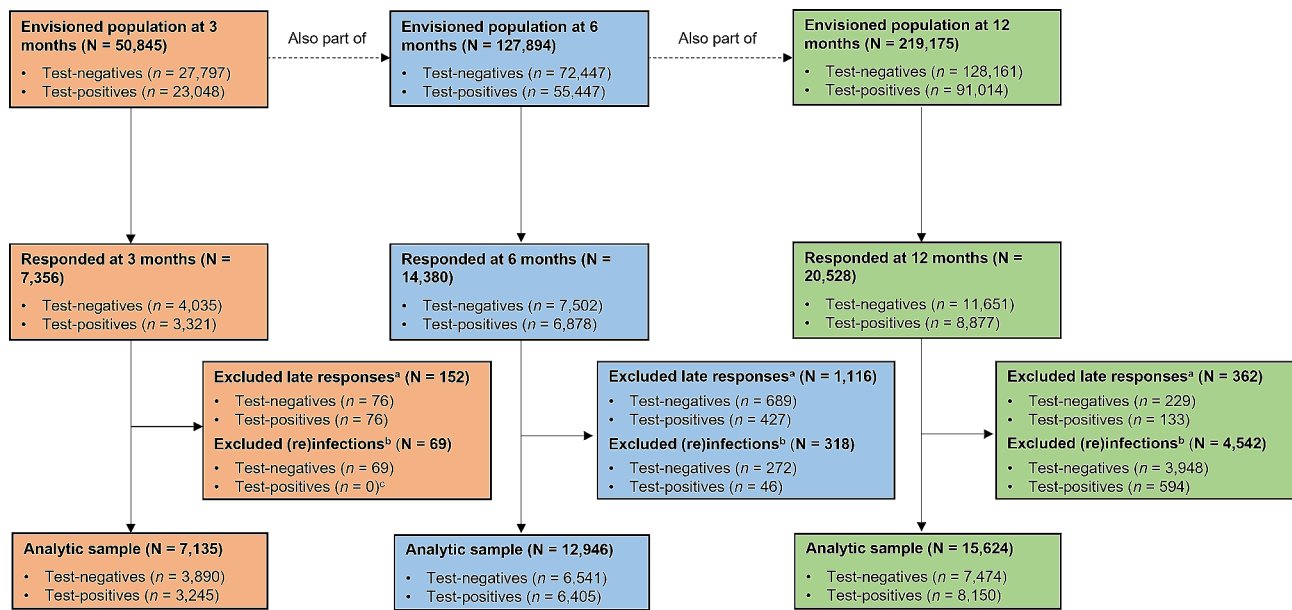 Envisioned population at 3
months (N = 50,845)
• Test-negatives (n = 27,797)
• Test-positives (n = 23,048)
Also part of
Envisioned population at 6
months (N = 127,894)
• Test-negatives (n = 72,447)
• Test-positives (n = 55,447)
Also part of
Envisioned population at 12
months (N = 219,175)
• Test-negatives (n = 128,161)
• Test-positives (n = 91,014)
Responded at 3 months (N =
7,356)
• Test-negatives (n = 4,035)
• Test-positives (n = 3,321)
Responded at 6 months (N =
14,380)
• Test-negatives (n = 7,502)
• Test-positives (n = 6,878)
Responded at 12 months (N =
20,528)
• Test-negatives (n = 11,651)
• Test-positives (n = 8,877)
Excluded late responsesᵃ (N = 152)
• Test-negatives (n = 76)
• Test-positives (n = 76)
Excluded (re)infectionsᵇ (N = 69)
• Test-negatives (n = 69)
• Test-positives (n = 0)ᶜ
Excluded late responsesᵃ (N = 1,116)
• Test-negatives (n = 689)
• Test-positives (n = 427)
Excluded (re)infectionsᵇ (N = 318)
• Test-negatives (n = 272)
• Test-positives (n = 46)
Excluded late responsesᵃ (N = 362)
• Test-negatives (n = 229)
• Test-positives (n = 133)
Excluded (re)infectionsᵇ (N = 4,542)
• Test-negatives (n = 3,948)
• Test-positives (n = 594)
Analytic sample (N = 7,135)
• Test-negatives (n = 3,890)
• Test-positives (n = 3,245)
Analytic sample (N = 12,946)
• Test-negatives (n = 6,541)
• Test-positives (n = 6,405)
Analytic sample (N = 15,624)
• Test-negatives (n = 7,474)
• Test-positives (n = 8,150)